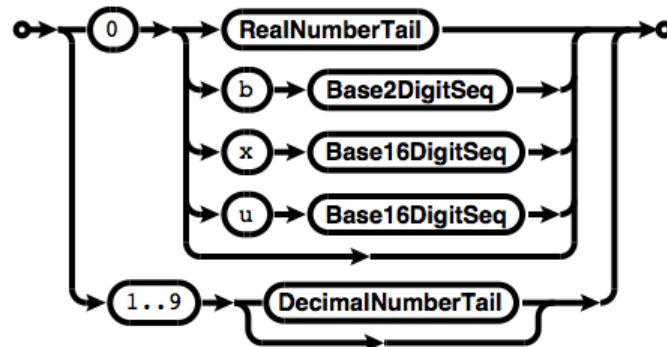 0 RealNumberTail
b Base2DigitSeq
x Base16DigitSeq
u Base16DigitSeq
1..9 DecimalNumberTail